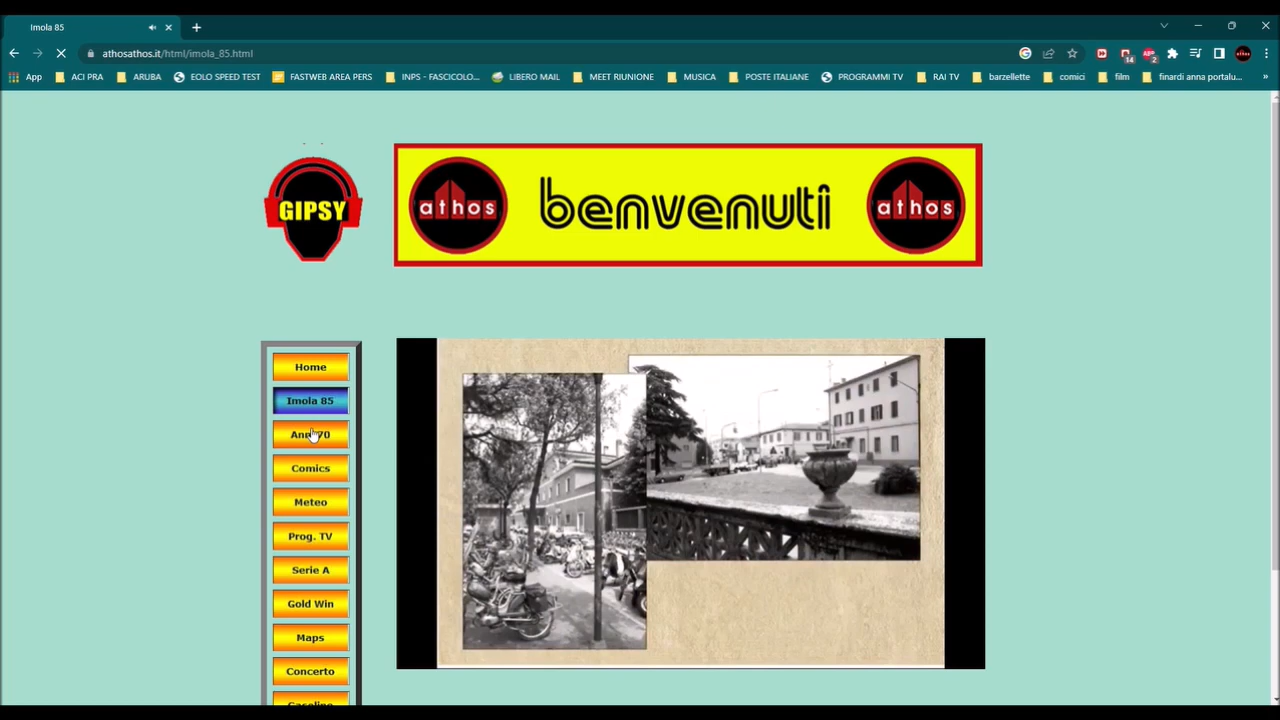 Imola 85
athosathos.it/html/imola_85.html
App
ACI PRA
ARUBA
EOLO SPEED TEST
FASTWEB AREA PERS
INPS - FASCICOLO...
LIBERO MAIL
MEET RIUNIONE
MUSICA
POSTE ITALIANE
PROGRAMMI TV
RAI TV
barzellette
comici
film
finardi anna portalu...
»
14
2
GIPSY
athos
benvenuti
athos
Home
Imola 85
Comics
Meteo
Prog. TV
Serie A
Gold Win
Maps
Concerto